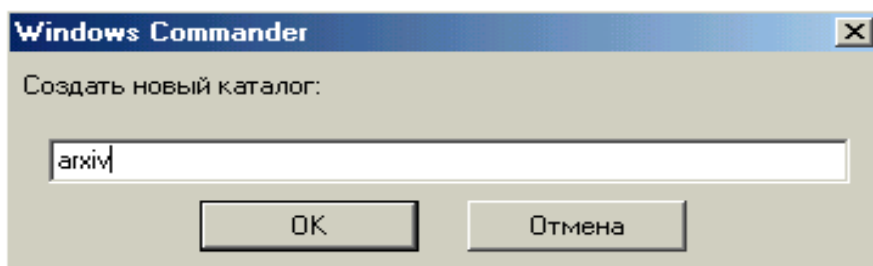 Windows Commander
Создать новый каталог:
arxiv
OK
Отмена